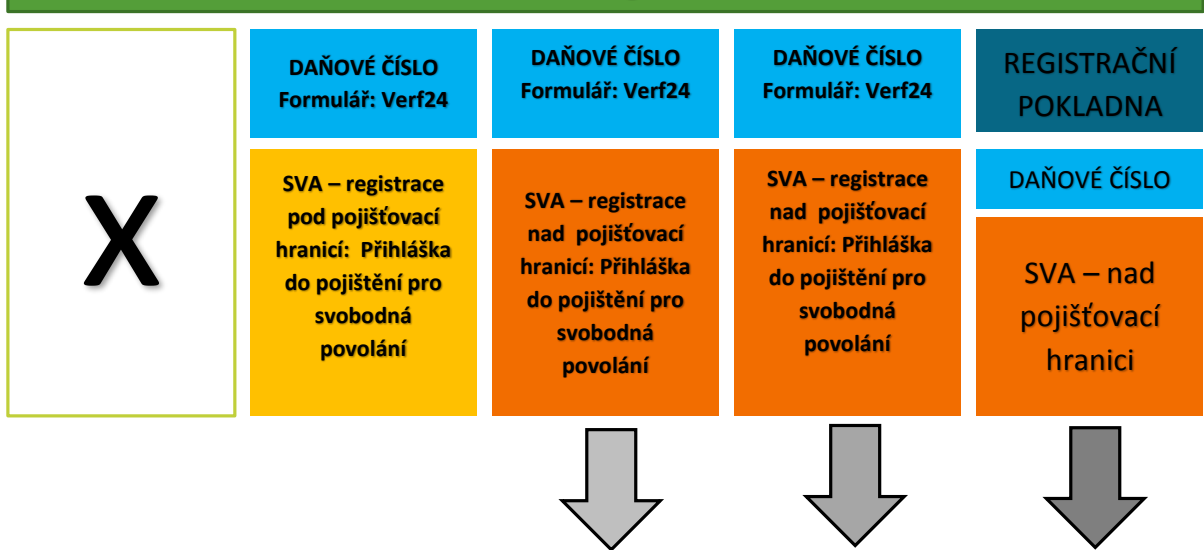 X
DAŇOVÉ ČÍSLO
Formulář: Verf24
SVA – registrace
pod pojišťovací
hranicí:  Přihláška
do pojištění pro
svobodná
povolání
DAŇOVÉ ČÍSLO
Formulář: Verf24
SVA – registrace
nad  pojišťovací
hranicí: Přihláška
do pojištění pro
svobodná
povolání
DAŇOVÉ ČÍSLO
Formulář: Verf24
SVA – registrace
nad  pojišťovací
hranicí: Přihláška
do pojištění pro
svobodná
povolání
REGISTRAČNÍ
POKLADNA
DAŇOVÉ ČÍSLO
SVA – nad
pojišťovací
hranici